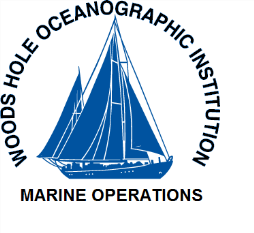 WOODS HOLE OCEANOGRAPHIC INSTITUTION
MARINE OPERATIONS